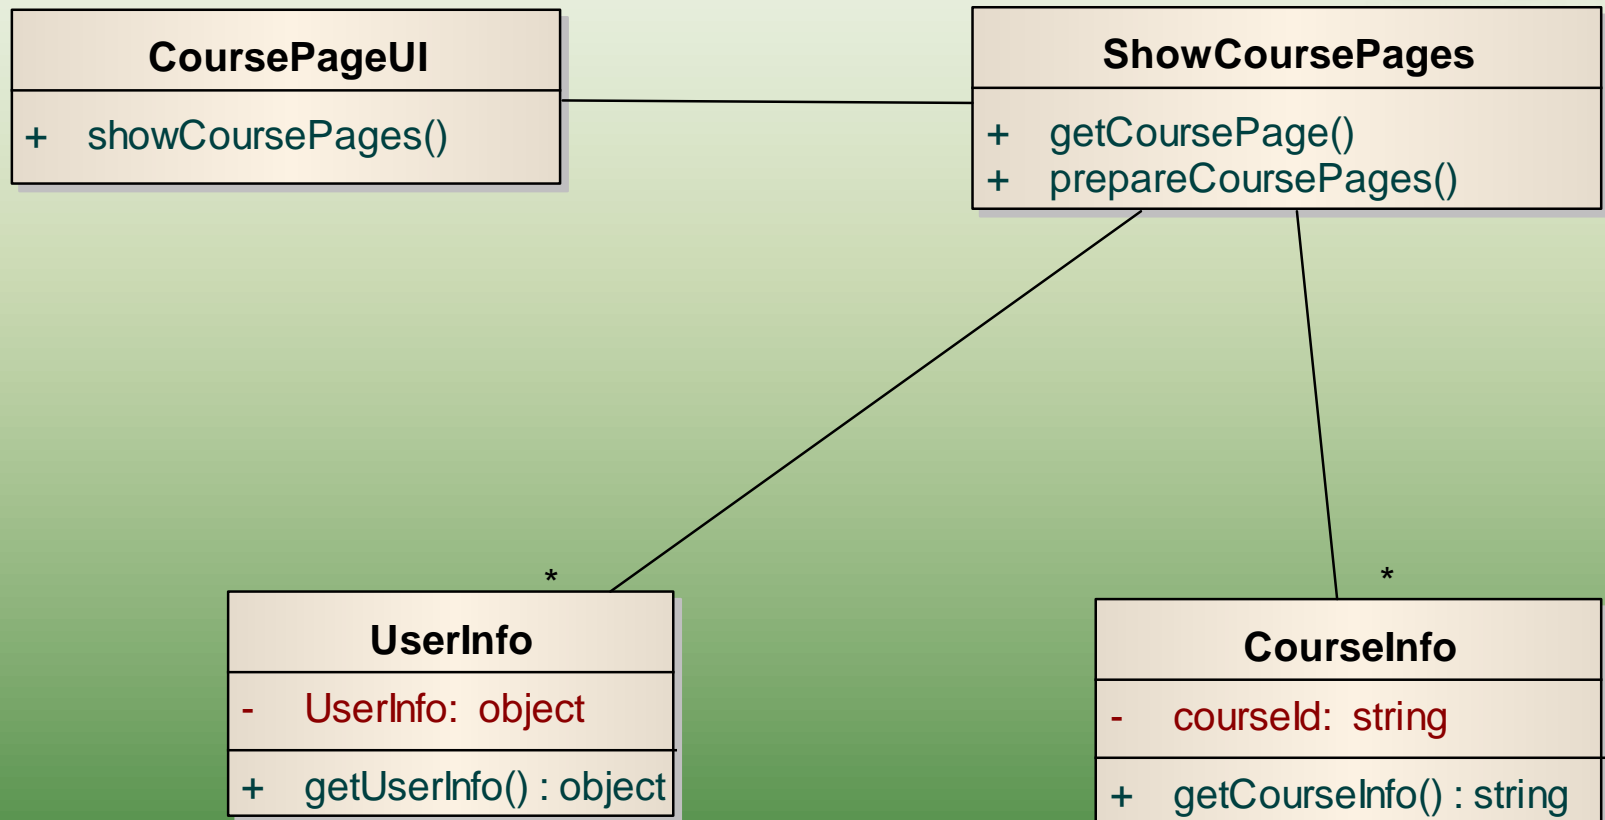 CoursePageUI
+ showCoursePages()
ShowCoursePages
+ getCoursePage()
+ prepareCoursePages()
*
UserInfo
- UserInfo: object
+ getUserInfo() : object
*
CourseInfo
- courseId: string
+ getCourseInfo() : string